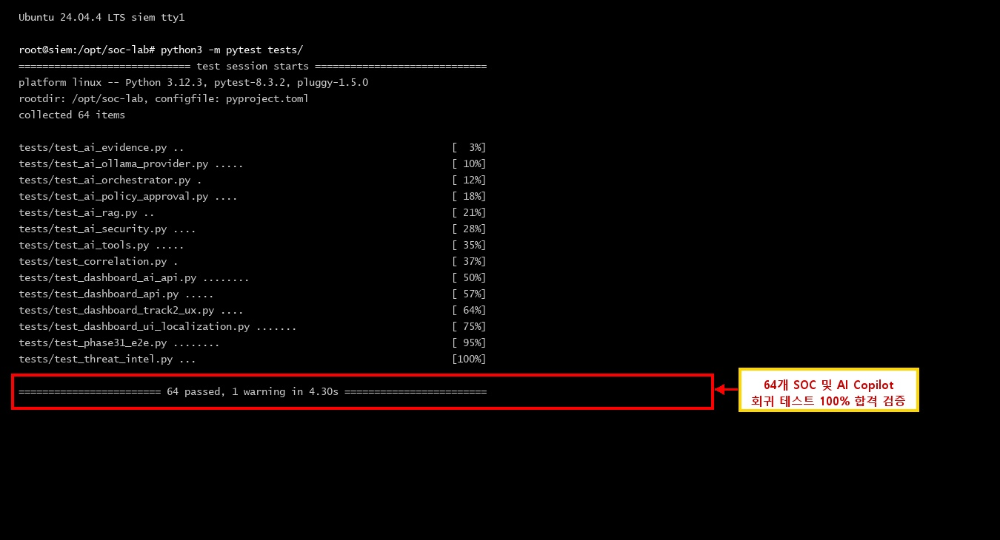 Ubuntu 24.04.4 LTS siem tty1
root@siem:/opt/soc-lab# python3 -m pytest tests/
============================= test session starts =============================
platform linux -- Python 3.12.3, pytest-8.3.2, pluggy-1.5.0
rootdir: /opt/soc-lab, configfile: pyproject.toml
collected 64 items
tests/test_ai_evidence.py .. [  3%]
tests/test_ai_ollama_provider.py ..... [ 10%]
tests/test_ai_orchestrator.py . [ 12%]
tests/test_ai_policy_approval.py .... [ 18%]
tests/test_ai_rag.py .. [ 21%]
tests/test_ai_security.py .... [ 28%]
tests/test_ai_tools.py ..... [ 35%]
tests/test_correlation.py . [ 37%]
tests/test_dashboard_ai_api.py ........ [ 50%]
tests/test_dashboard_api.py ..... [ 57%]
tests/test_dashboard_track2_ux.py .... [ 64%]
tests/test_dashboard_ui_localization.py ....... [ 75%]
tests/test_phase31_e2e.py ........ [ 95%]
tests/test_threat_intel.py ... [100%]
======================== 64 passed, 1 warning in 4.30s ========================
64개 SOC 및 AI Copilot
회귀 테스트 100% 합격 검증